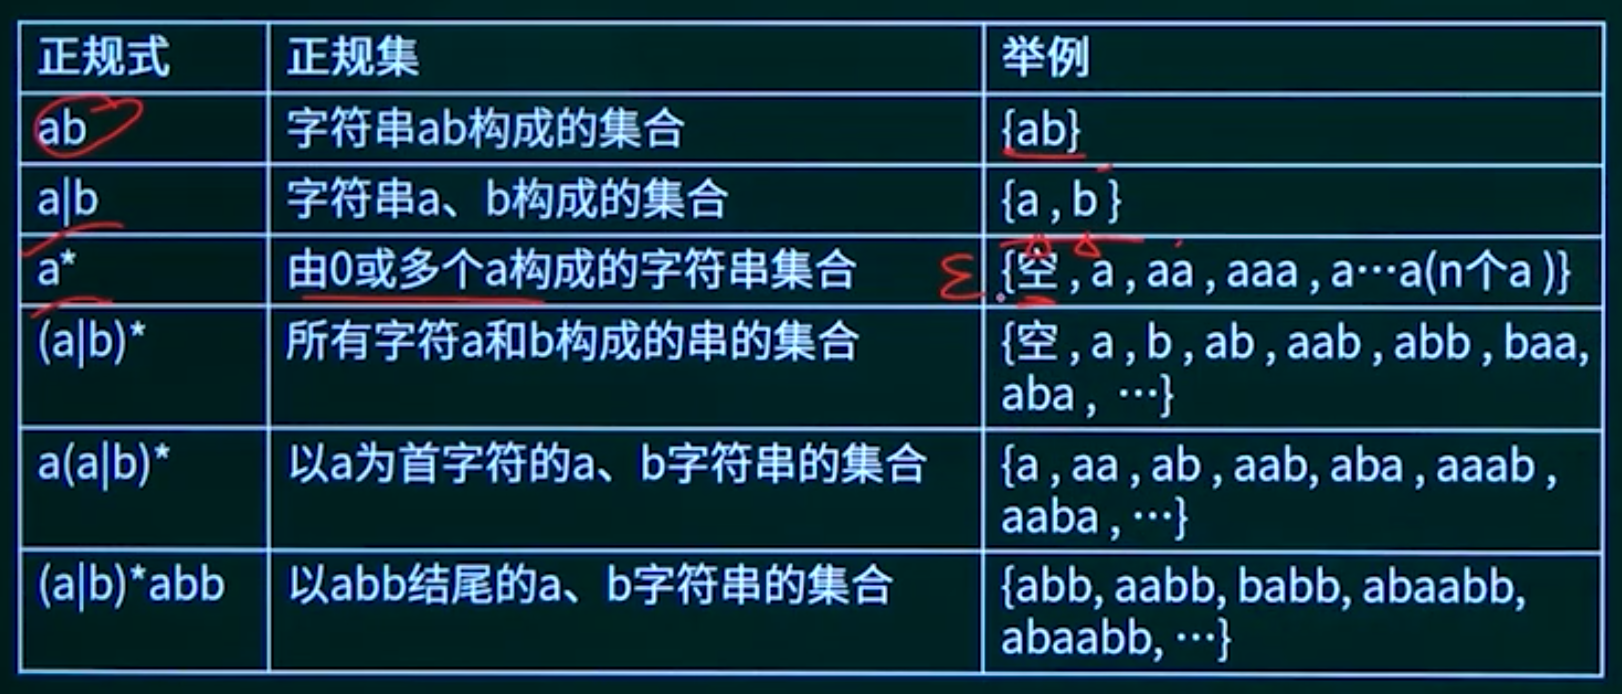 正规式 正规集 举例
ab 字符串ab构成的集合 {ab}
a|b 字符串a、b构成的集合 {a , b }
a* 由0或多个a构成的字符串集合 ε {空 , a , aa , aaa , a…a(n个a )}
(a|b)* 所有字符a和b构成的串的集合 {空 , a , b , ab , aab , abb , baa,
aba , …}
a(a|b)* 以a为首字符的a、b字符串的集合 {a , aa , ab , aab, aba , aaab ,
aaba , …}
(a|b)*abb 以abb结尾的a、b字符串的集合 {abb, aabb, babb, abaabb,
abaabb, …}